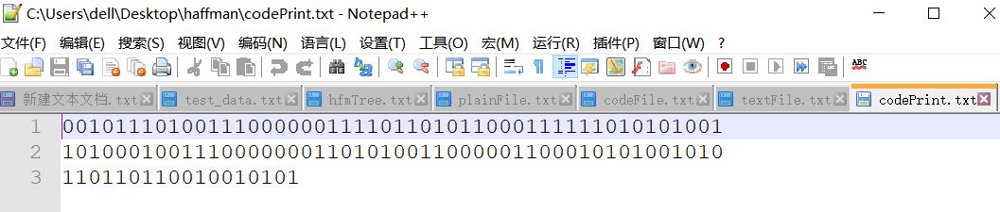 C:\Users\dell\Desktop\haffman\codePrint.txt - Notepad++
文件(F) 编辑(E) 搜索(S) 视图(V) 编码(N) 语言(L) 设置(T) 工具(O) 宏(M) 运行(R) 插件(P) 窗口(W) ?
ABC
新建文本文档.txt test_data.txt hfmTree.txt plainFile.txt codeFile.txt textFile.txt codePrint.txt
1 00101110100111000000111101101011000111111010101001
2 10100010011100000001101010011000001100010101001010
3 110110110010010101